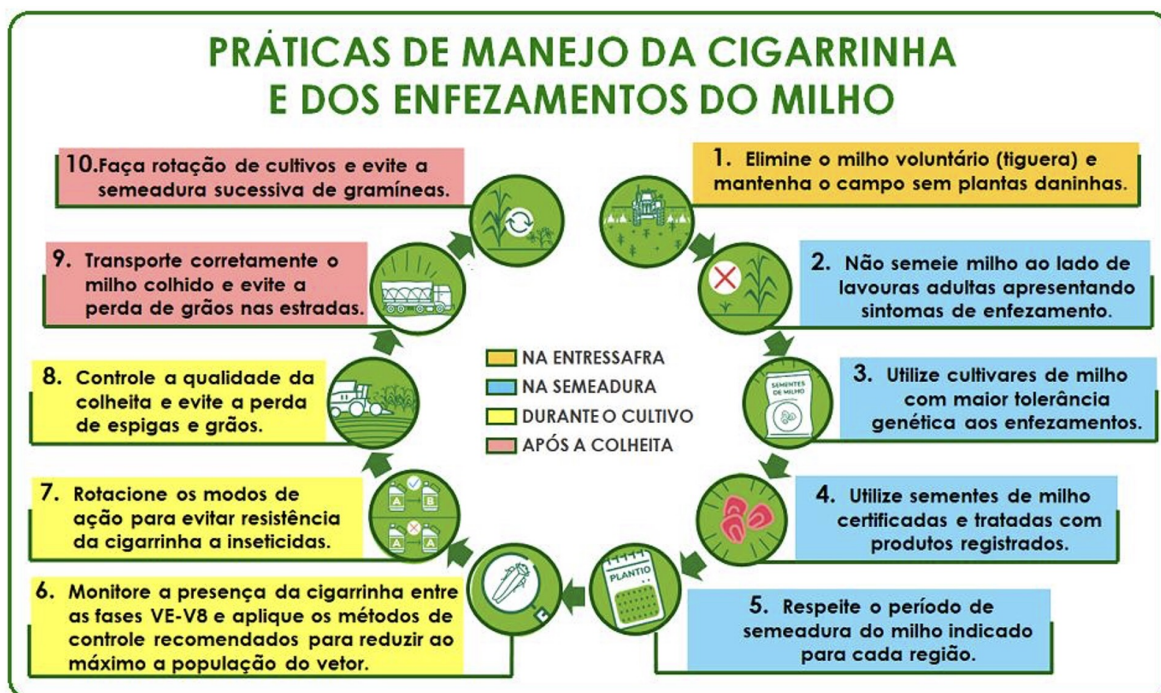 PRÁTICAS DE MANEJO DA CIGARRINHA
E DOS ENFEZAMENTOS DO MILHO
1. Elimine o milho voluntário (tiguera) e
mantenha o campo sem plantas daninhas.
2. Não semeie milho ao lado de
lavouras adultas apresentando
sintomas de enfezamento.
3. Utilize cultivares de milho
com maior tolerância
genética aos enfezamentos.
4. Utilize sementes de milho
certificadas e tratadas com
produtos registrados.
5. Respeite o período de
semeadura do milho indicado
para cada região.
6. Monitore a presença da cigarrinha entre
as fases VE-V8 e aplique os métodos de
controle recomendados para reduzir ao
máximo a população do vetor.
7. Rotacione os modos de
ação para evitar resistência
da cigarrinha a inseticidas.
8. Controle a qualidade da
colheita e evite a perda
de espigas e grãos.
9. Transporte corretamente o
milho colhido e evite a
perda de grãos nas estradas.
10.Faça rotação de cultivos e evite a
semeadura sucessiva de gramíneas.
NA ENTRESSAFRA
NA SEMEADURA
DURANTE O CULTIVO
APÓS A COLHEITA
SEMENTES
DE MILHO
PLANTIO
A B
A A